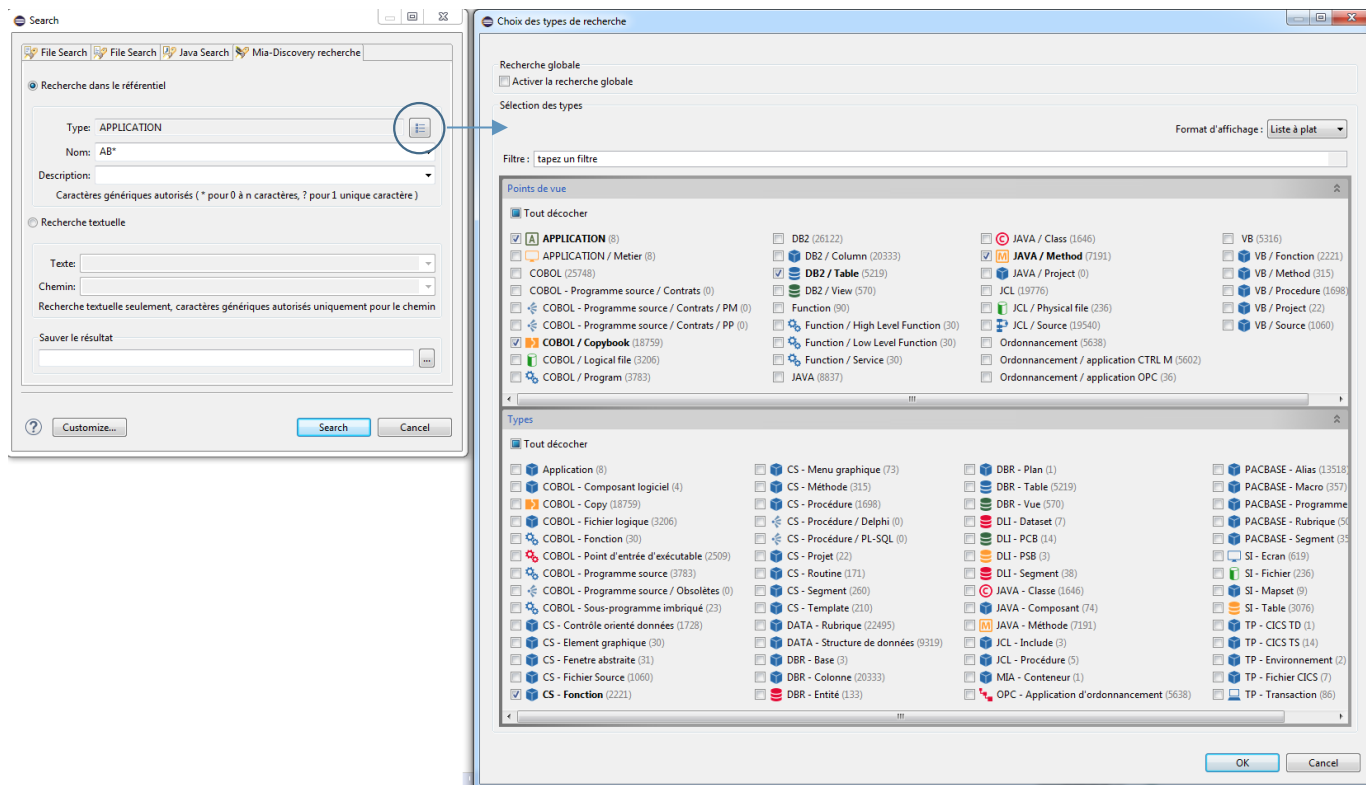 Search
File Search
File Search
Java Search
Mia-Discovery recherche
Recherche dans le référentiel
Type: APPLICATION
Nom: AB*
Description:
Caractères génériques autorisés ( * pour 0 à n caractères, ? pour 1 unique caractère )
Recherche textuelle
Texte:
Chemin:
Recherche textuelle seulement, caractères génériques autorisés uniquement pour le chemin
Sauver le résultat
...
Customize...
Search
Cancel
Choix des types de recherche
Recherche globale
Activer la recherche globale
Sélection des types
Format d'affichage : Liste à plat
Filtre : tapez un filtre
Points de vue
Tout décocher
APPLICATION (8)
APPLICATION / Metier (8)
COBOL (25748)
COBOL - Programme source / Contrats (0)
COBOL - Programme source / Contrats / PM (0)
COBOL - Programme source / Contrats / PP (0)
COBOL / Copybook (18759)
COBOL / Logical file (3206)
COBOL / Program (3783)
DB2 (26122)
DB2 / Column (20333)
DB2 / Table (5219)
DB2 / View (570)
Function (90)
Function / High Level Function (30)
Function / Low Level Function (30)
Function / Service (30)
JAVA (8837)
JAVA / Class (1646)
JAVA / Method (7191)
JAVA / Project (0)
JCL (19776)
JCL / Physical file (236)
JCL / Source (19540)
Ordonnancement (5638)
Ordonnancement / application CTRL M (5602)
Ordonnancement / application OPC (36)
VB (5316)
VB / Fonction (2221)
VB / Method (315)
VB / Procedure (1698)
VB / Project (22)
VB / Source (1060)
Types
Tout décocher
Application (8)
COBOL - Composant logiciel (4)
COBOL - Copy (18759)
COBOL - Fichier logique (3206)
COBOL - Fonction (30)
COBOL - Point d'entrée d'exécutable (2509)
COBOL - Programme source (3783)
COBOL - Programme source / Obsolètes (0)
COBOL - Sous-programme imbriqué (23)
CS - Contrôle orienté données (1728)
CS - Element graphique (30)
CS - Fenetre abstraite (31)
CS - Fichier Source (1060)
CS - Fonction (2221)
CS - Menu graphique (73)
CS - Méthode (315)
CS - Procédure (1698)
CS - Procédure / Delphi (0)
CS - Procédure / PL-SQL (0)
CS - Projet (22)
CS - Routine (171)
CS - Segment (260)
CS - Template (210)
DATA - Rubrique (22495)
DATA - Structure de données (9319)
DBR - Base (3)
DBR - Colonne (20333)
DBR - Entité (133)
DBR - Plan (1)
DBR - Table (5219)
DBR - Vue (570)
DLI - Dataset (7)
DLI - PCB (14)
DLI - PSB (3)
DLI - Segment (38)
JAVA - Classe (1646)
JAVA - Composant (74)
JAVA - Méthode (7191)
JCL - Include (3)
JCL - Procédure (5)
MIA - Conteneur (1)
OPC - Application d'ordonnancement (5638)
PACBASE - Alias (13518)
PACBASE - Macro (357)
PACBASE - Programme
PACBASE - Rubrique
PACBASE - Segment
SI - Ecran (619)
SI - Fichier (236)
SI - Mapset (9)
SI - Table (3076)
TP - CICS TD (1)
TP - CICS TS (14)
TP - Environnement (2)
TP - Fichier CICS (7)
TP - Transaction (86)
OK
Cancel